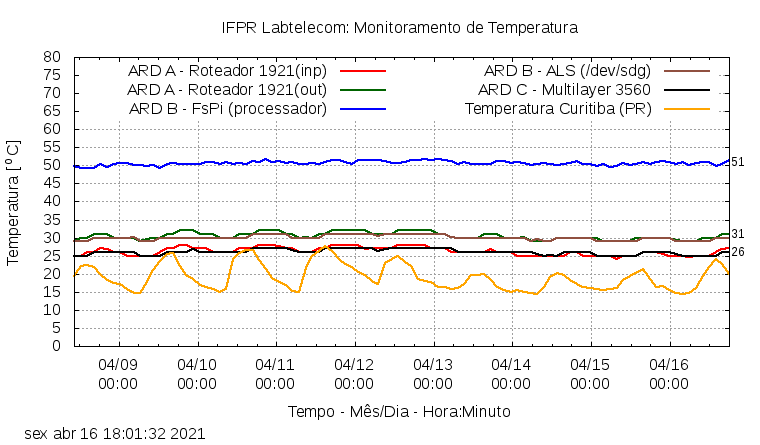 IFPR Labtelecom: Monitoramento de Temperatura
Temperatura [ ° C]
80
75
70
65
60
55
50
45
40
35
30
25
20
15
10
5
0
ARD A - Roteador 1921(inp)
ARD A - Roteador 1921(out)
ARD B - FsPi (processador)
ARD B - ALS (/dev/sdg)
ARD C - Multilayer 3560
Temperatura Curitiba (PR)
51
31
26
04/09 04/10 04/11 04/12 04/13 04/14 04/15 04/16
00:00 00:00 00:00 00:00 00:00 00:00 00:00 00:00
Tempo - Mês/Dia - Hora:Minuto
sex abr 16 18:01:32 2021